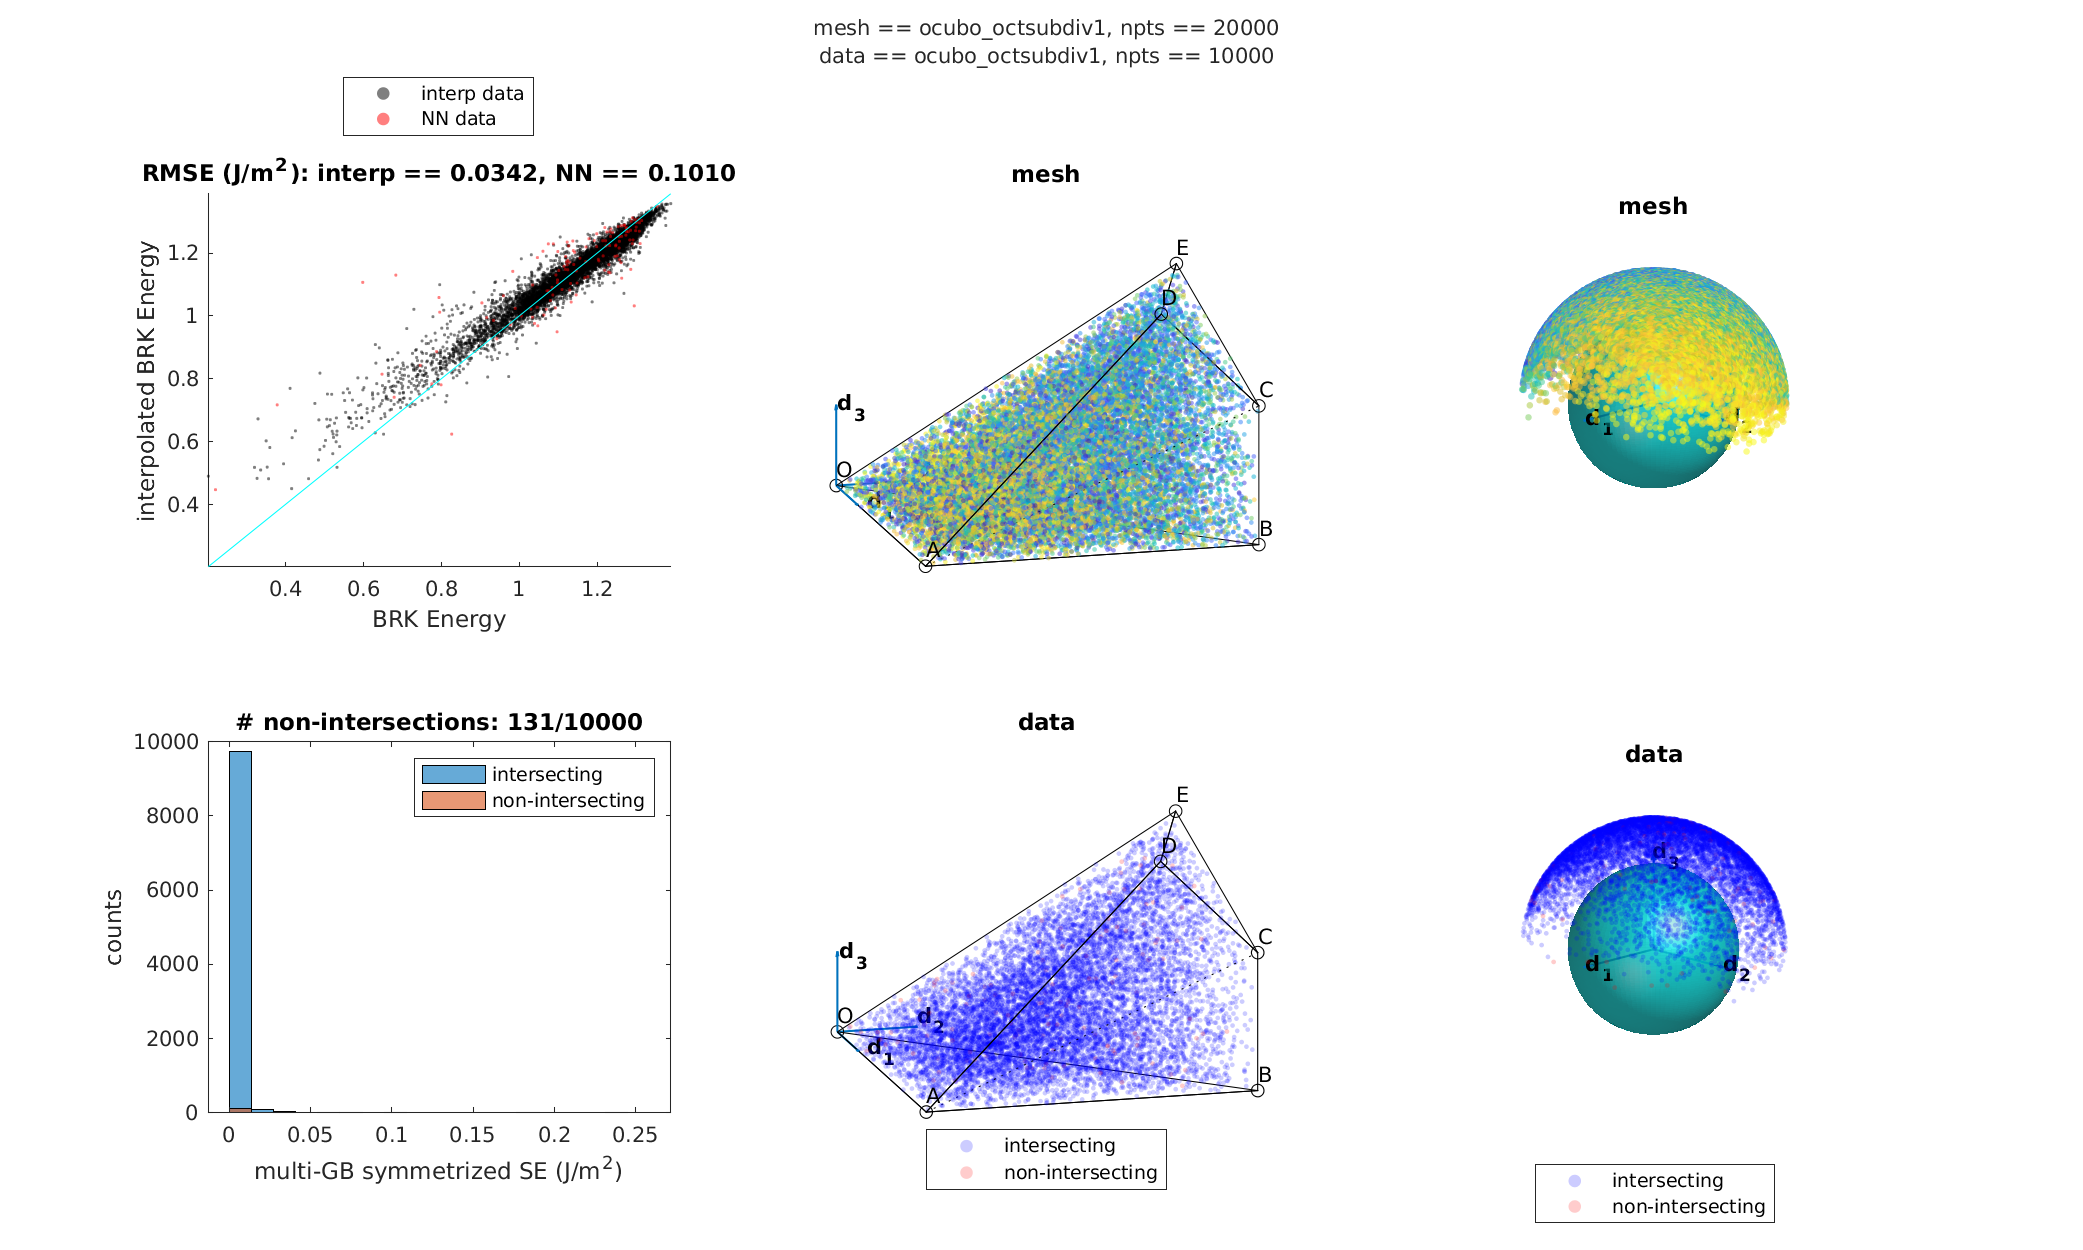 mesh == ocubo_octsubdiv1, npts == 20000
data == ocubo_octsubdiv1, npts == 10000
interp data
NN data
RMSE (J/m²): interp == 0.0342, NN == 0.1010
interpolated BRK Energy
1.2
1
0.8
0.6
0.4
0.4 0.6 0.8 1 1.2
BRK Energy
mesh
E
D
C
d3
O
B
A
mesh
d1
# non-intersections: 131/10000
intersecting
non-intersecting
counts
10000
8000
6000
4000
2000
0
0 0.05 0.1 0.15 0.2 0.25
multi-GB symmetrized SE (J/m²)
data
E
D
C
d3
O
d2
d1
B
A
intersecting
non-intersecting
data
d3
d1
d2
intersecting
non-intersecting